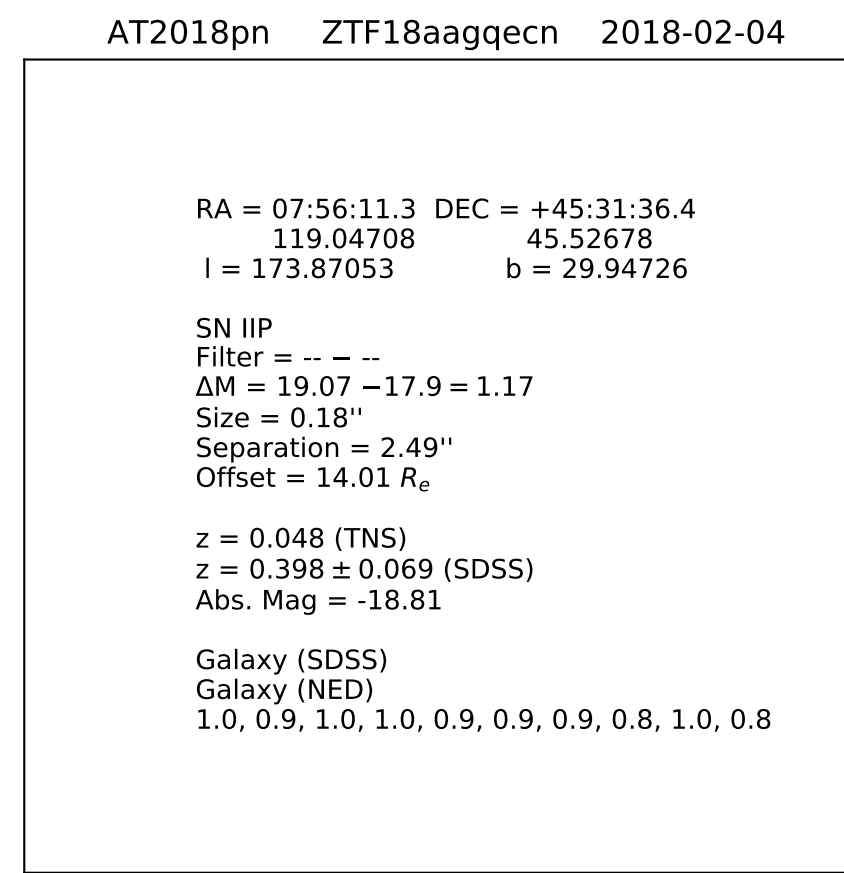 AT2018pn ZTF18aagqecn 2018-02-04
RA = 07:56:11.3 DEC = +45:31:36.4
119.04708 45.52678
l = 173.87053 b = 29.94726
SN IIP
Filter = -- − --
ΔM = 19.07 −17.9 = 1.17
Size = 0.18''
Separation = 2.49''
Offset = 14.01 Rₑ
z = 0.048 (TNS)
z = 0.398 ± 0.069 (SDSS)
Abs. Mag = -18.81
Galaxy (SDSS)
Galaxy (NED)
1.0, 0.9, 1.0, 1.0, 0.9, 0.9, 0.9, 0.8, 1.0, 0.8